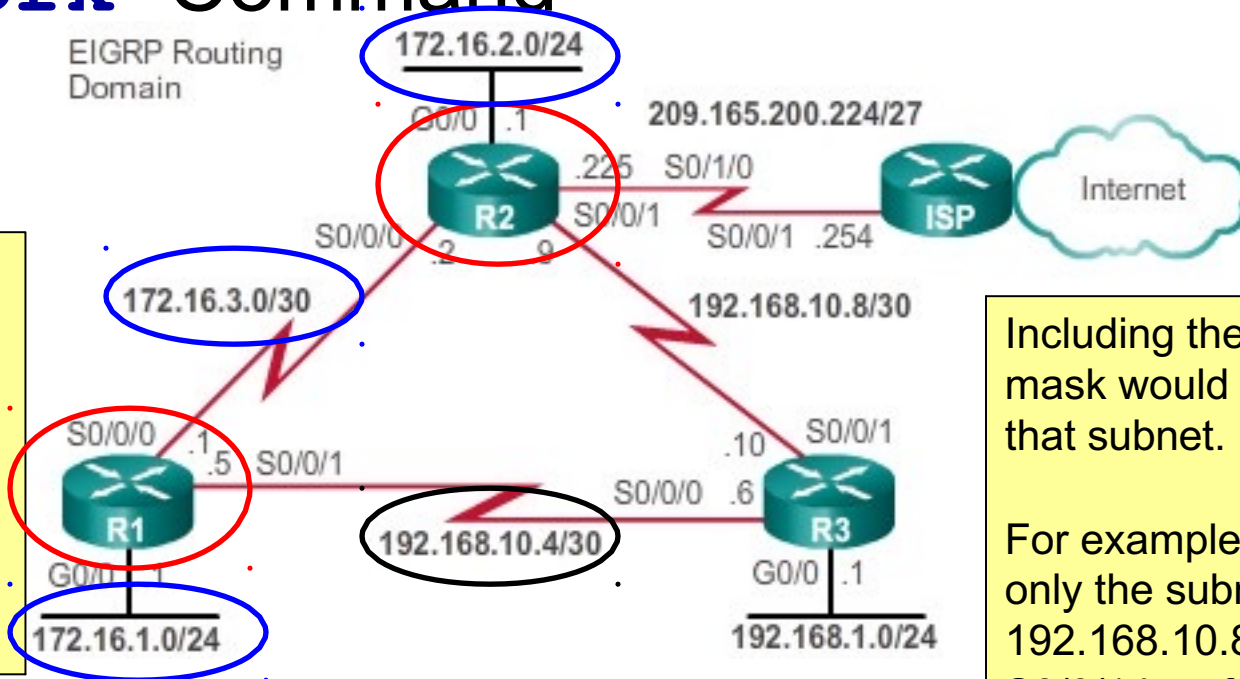 Command
EIGRP Routing
Domain
172.16.2.0/24
G0/0 .1
209.165.200.224/27
.225 S0/1/0
Internet
R2
S0/0/1
ISP
S0/0/0
.2
.9
S0/0/1 .254
172.16.3.0/30
192.168.10.8/30
Including the
mask would
that subnet.
S0/0/0
.1
.5 S0/0/1
.10
S0/0/1
S0/0/0 .6
R1
192.168.10.4/30
R3
For example
only the subn
192.168.10.8
G0/0 .1
G0/0 .1
172.16.1.0/24
192.168.1.0/24